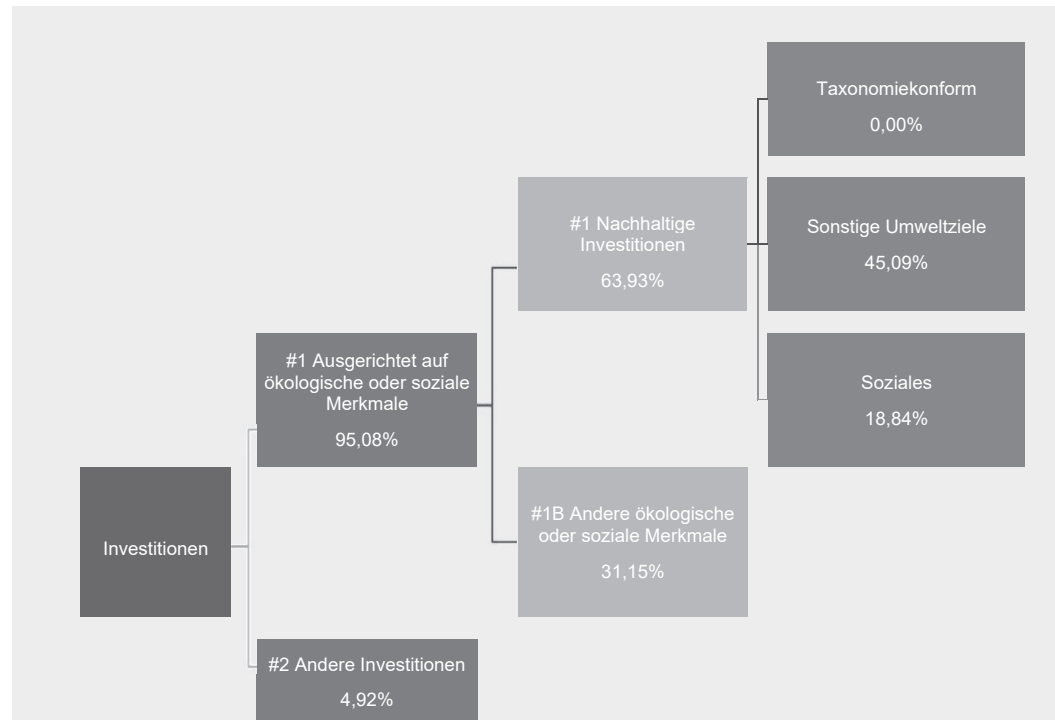 Taxonomiekonform
0,00%
#1 Nachhaltige
Investitionen
63,93%
Sonstige Umweltziele
45,09%
#1 Ausgerichtet auf
ökologische oder soziale
Merkmale
95,08%
Soziales
18,84%
Investitionen
#1B Andere ökologische
oder soziale Merkmale
31,15%
#2 Andere Investitionen
4,92%